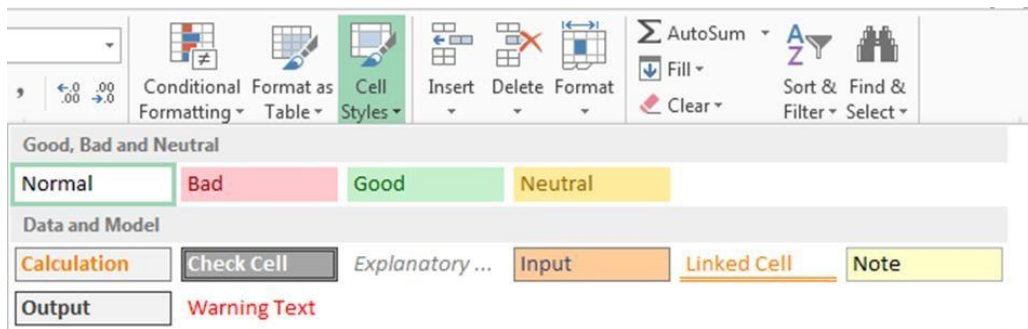 AutoSum
Fill
Clear
, .00 .00
Conditional Formatting
Format as Table
Cell Styles
Insert
Delete
Format
Sort & Filter
Find & Select
Good, Bad and Neutral
Normal Bad Good Neutral
Data and Model
Calculation Check Cell Explanatory ... Input Linked Cell Note
Output Warning Text